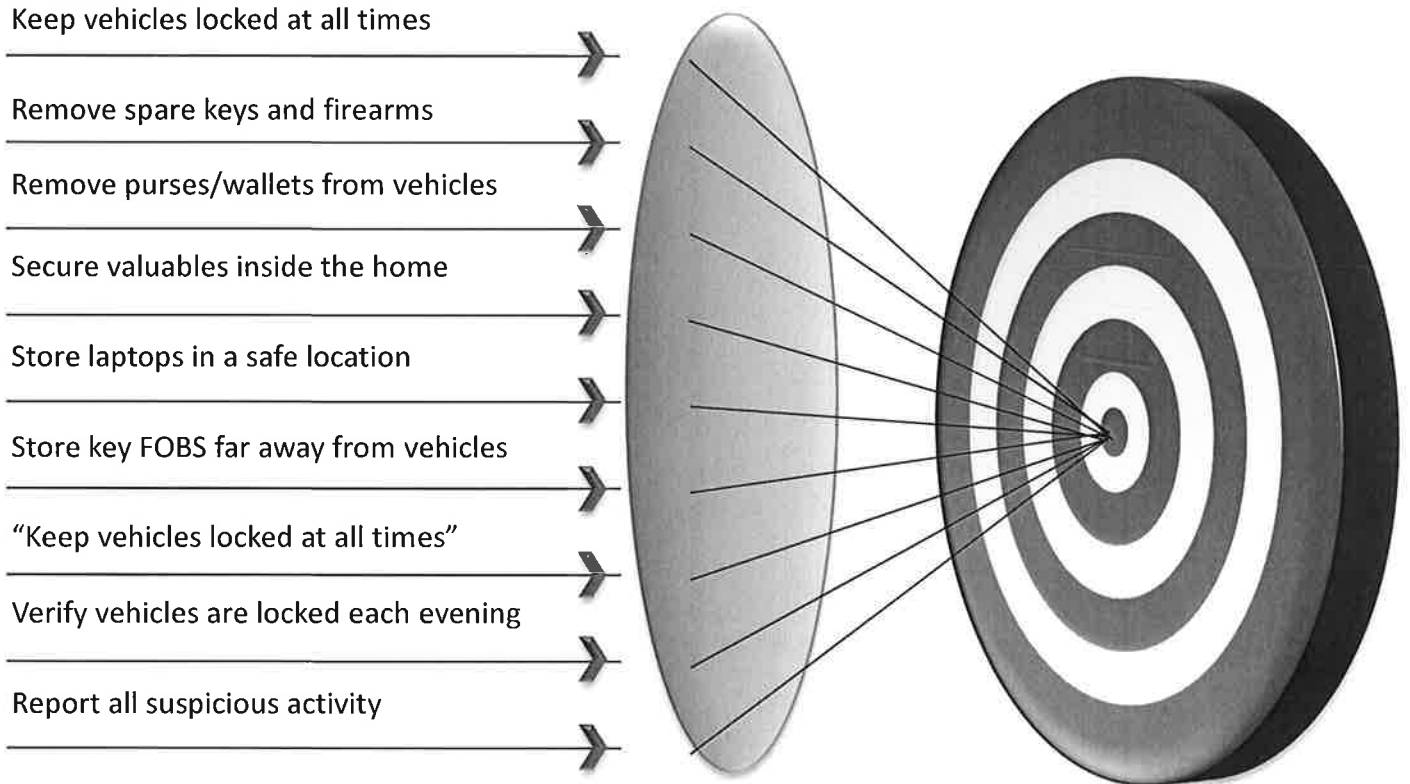 Keep vehicles locked at all times
Remove spare keys and firearms
Remove purses/wallets from vehicles
Secure valuables inside the home
Store laptops in a safe location
Store key FOBS far away from vehicles
“Keep vehicles locked at all times”
Verify vehicles are locked each evening
Report all suspicious activity